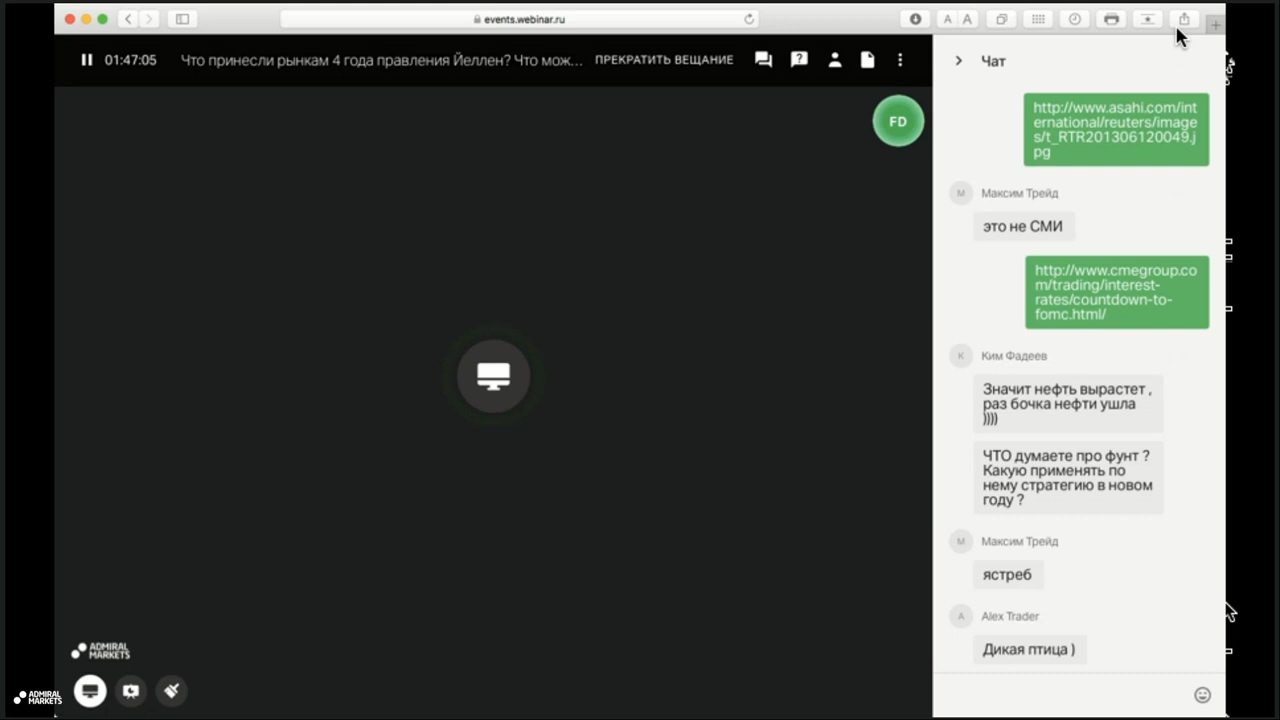 events.webinar.ru
A A
01:47:05
Что принесли рынкам 4 года правления Йеллен? Что мож...
ПРЕКРАТИТЬ ВЕЩАНИЕ
FD
Чат
http://www.asahi.com/int
ernational/reuters/image
s/t_RTR201306120049.j
pg
М Максим Трейд
это не СМИ
http://www.cmegroup.co
m/trading/interest-
rates/countdown-to-
fomc.html/
К Ким Фадеев
Значит нефть вырастет ,
раз бочка нефти ушла
))))
ЧТО думаете про фунт ?
Какую применять по
нему стратегию в новом
году ?
М Максим Трейд
ястреб
A Alex Trader
Дикая птица )
ADMIRAL
MARKETS
ADMIRAL
MARKETS